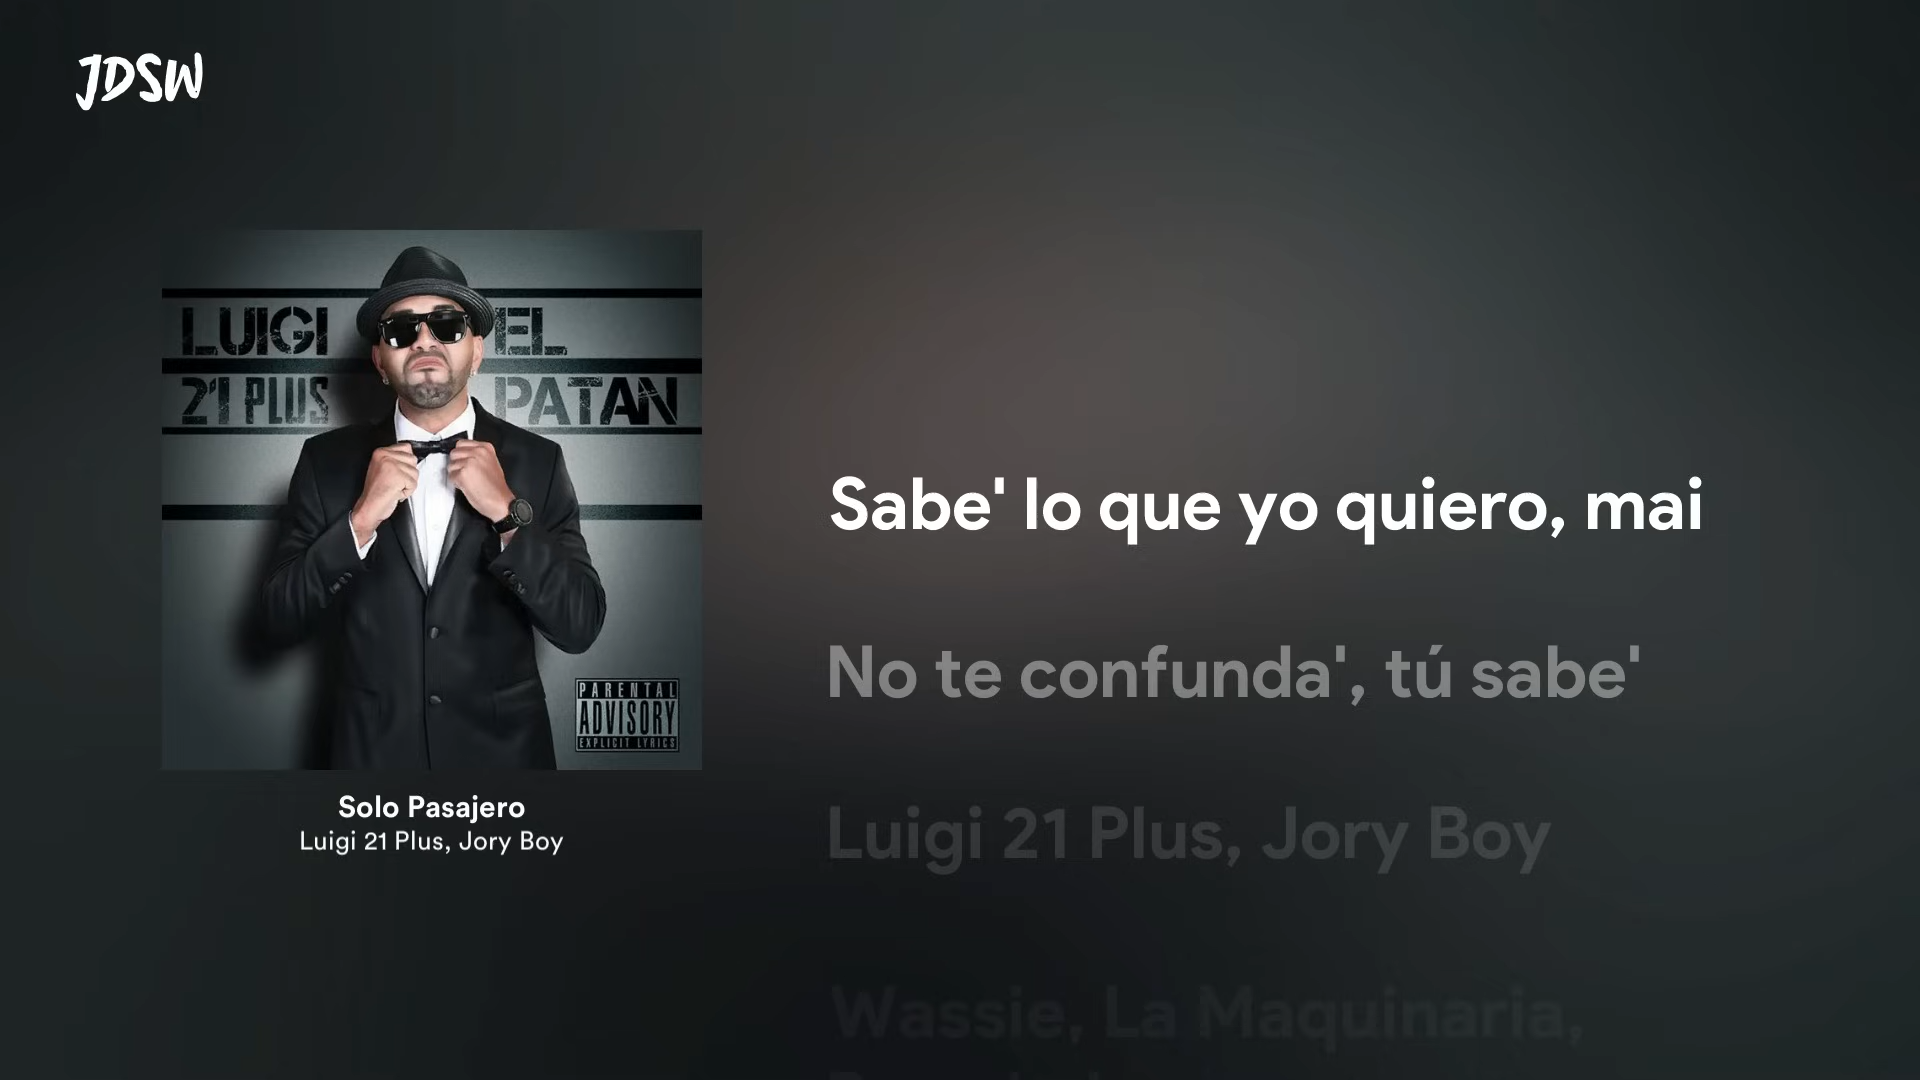 JDSW
LUIGI EL
21 PLUS PATAN
PARENTAL
ADVISORY
EXPLICIT LYRICS
Solo Pasajero
Luigi 21 Plus, Jory Boy
Sabe' lo que yo quiero, mai
No te confunda', tú sabe'
Luigi 21 Plus, Jory Boy
Wassie, La Maquinaria,